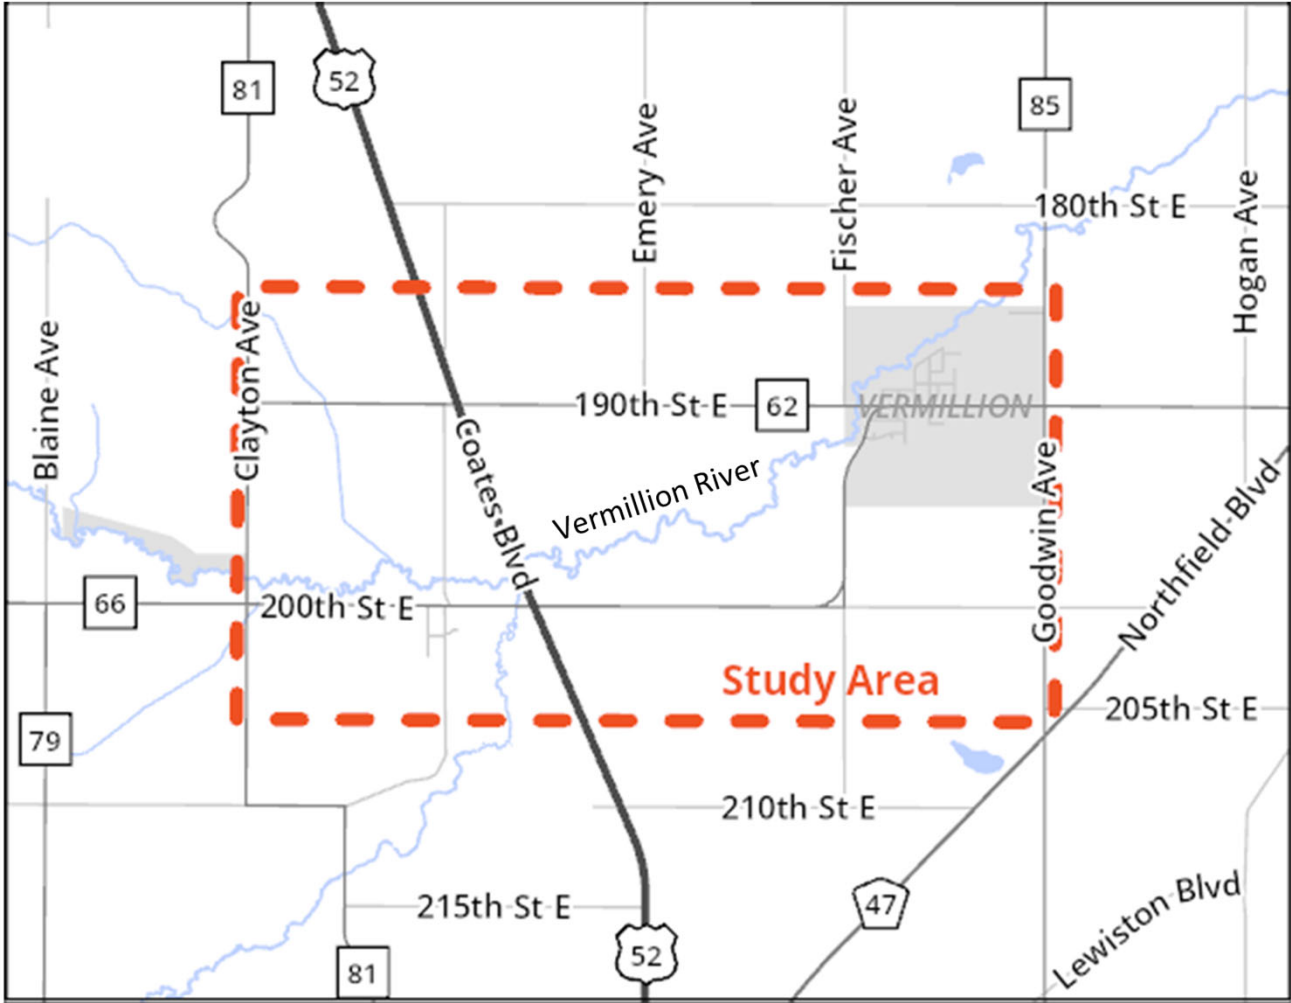 81
52
85
Emery Ave
Fischer Ave
180th St E
Hogan Ave
Blaine Ave
Clayton Ave
190th St E
62
VERMILLION
Coates Blvd
Vermillion River
Goodwin Ave
Northfield Blvd
66
200th St E
Study Area
205th St E
79
210th St E
215th St E
47
Lewiston Blvd
52
81